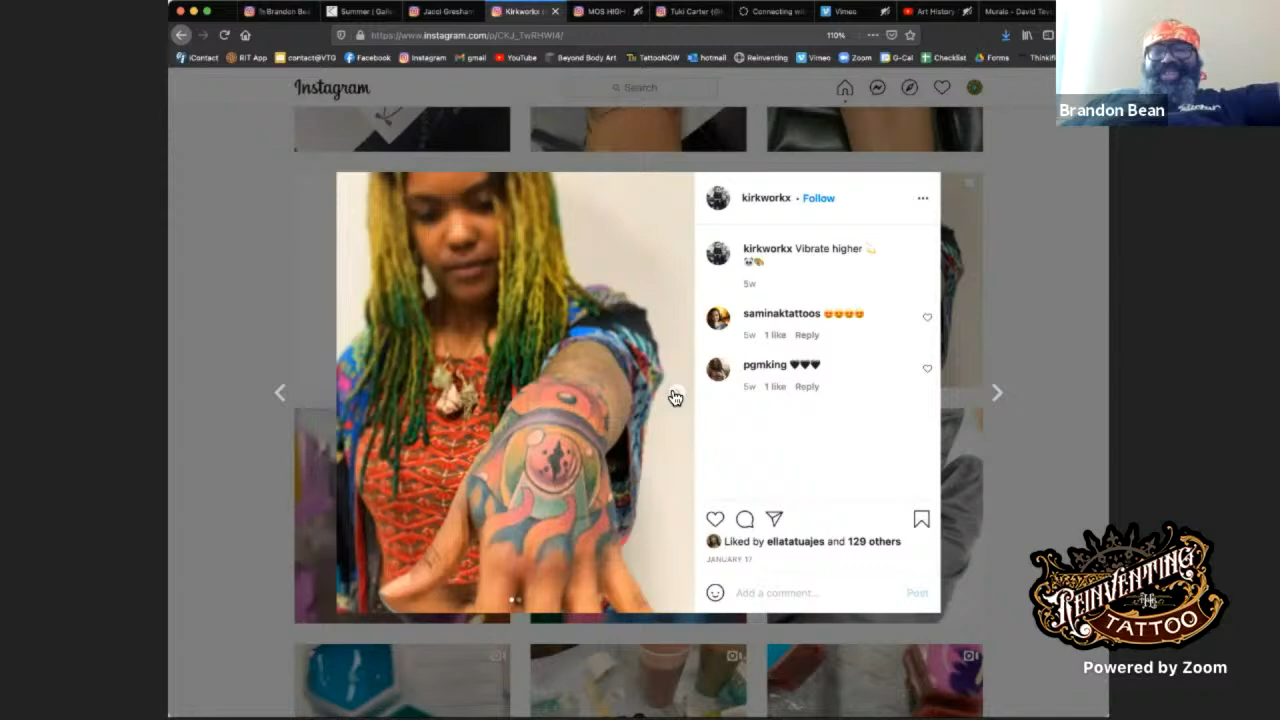 Brandon Bean
Summer | Galle
Jacci Gresham
Kirkworkx
MOS HIGH
Tuki Carter
Connecting wit
Vimeo
Art History
Murals - David
https://www.instagram.com/p/CKJ_TwRHWI4/
110%
iContact
RIT App
contact@VTG
Facebook
Instagram
gmail
YouTube
Beyond Body Art
TattooNOW
hotmail
Reinventing
Vimeo
Zoom
G-Cal
Checklist
Forms
Thinkifi
Instagram
Search
Brandon Bean
kirkworkx • Follow
kirkworkx Vibrate higher 💫
🐼🎨
5w
saminaktattoos 😍😍😍😍
5w 1 like Reply
pgmking 🖤🖤🖤
5w 1 like Reply
Liked by ellatatuajes and 129 others
JANUARY 17
Add a comment...
Post
REINVENTING
THE
TATTOO
Powered by Zoom